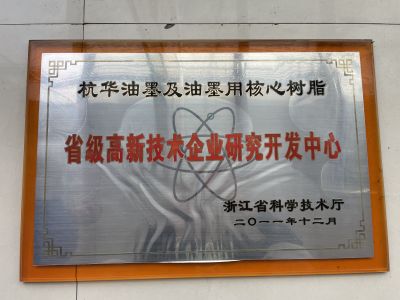 杭华油墨及油墨用核心树脂
省级高新技术企业研究开发中心
浙江省科学技术厅
二〇一一年十二月